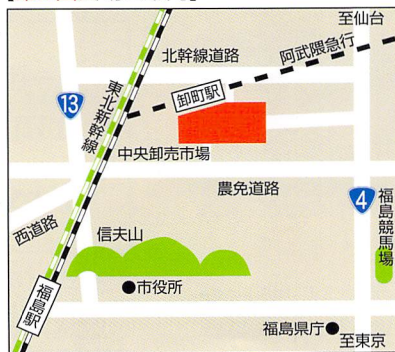 至仙台
北幹線道路
阿武隈急行
13
東北新幹線
卸町駅
中央卸売市場
農免道路
4
西道路
信夫山
福島競馬場
市役所
福島駅
福島県庁
至東京